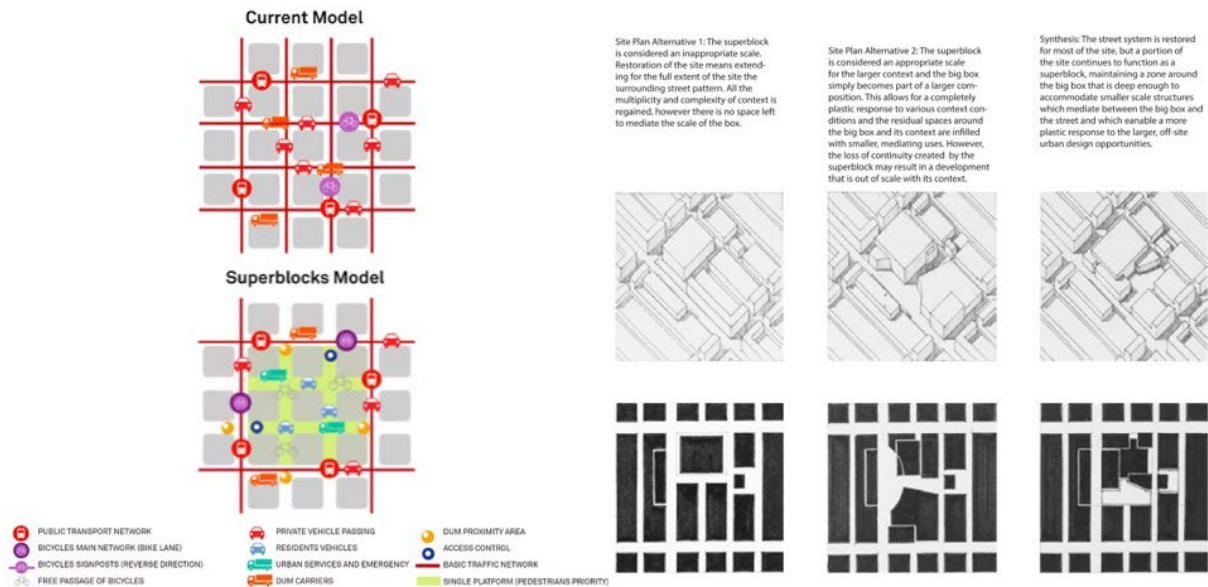 Current Model
Superblocks Model
PUBLIC TRANSPORT NETWORK
BICYCLES MAIN NETWORK (BIKE LANE)
BICYCLES SIGNPOSTS (REVERSE DIRECTION)
FREE PASSAGE OF BICYCLES
PRIVATE VEHICLE PASSING
RESIDENTS VEHICLES
URBAN SERVICES AND EMERGENCY
DUM CARRIERS
DUM PROXIMITY AREA
ACCESS CONTROL
BASIC TRAFFIC NETWORK
SINGLE PLATFORM (PEDESTRIANS PRIORITY)
Site Plan Alternative 1: The superblock
is considered an inappropriate scale.
Restoration of the site means extend-
ing for the full extent of the site the
surrounding street pattern. All the
multiplicity and complexity of context is
regained, however there is no space left
to mediate the scale of the box.
Site Plan Alternative 2: The superblock
is considered an appropriate scale
for the larger context and the big box
simply becomes part of a larger com-
position. This allows for a completely
plastic response to various context con-
ditions and the residual spaces around
the big box and its context are infilled
with smaller, mediating uses. However,
the loss of continuity created by the
superblock may result in a development
that is out of scale with its context.
Synthesis: The street system is restored
for most of the site, but a portion of
the site continues to function as a
superblock, maintaining a zone around
the big box that is deep enough to
accommodate smaller scale structures
which mediate between the big box and
the street and which eanable a more
plastic response to the larger, off-site
urban design opportunities.